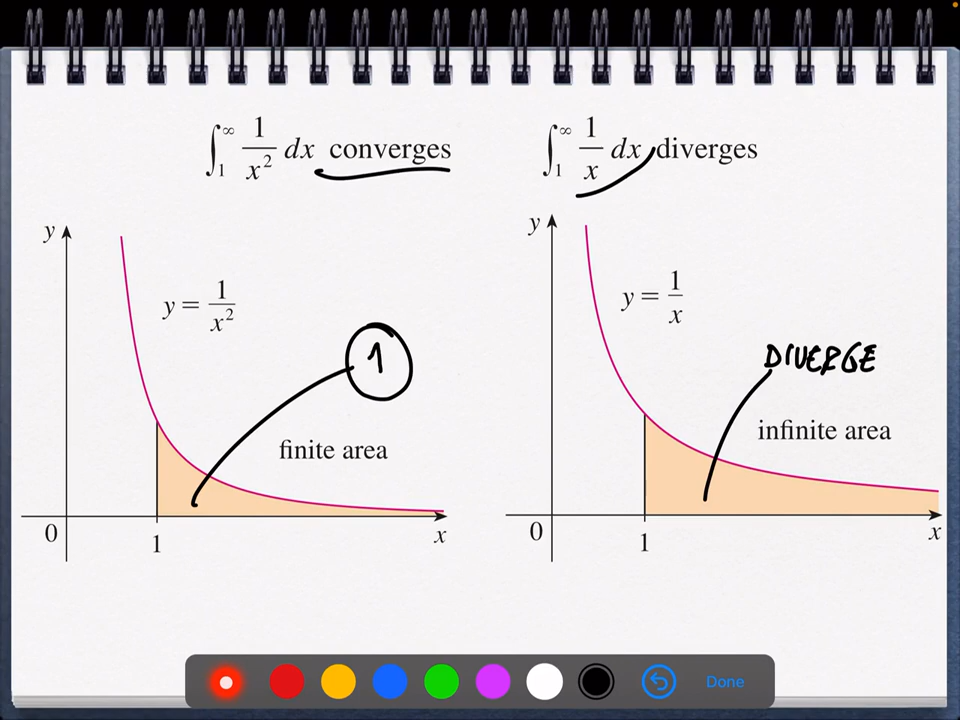 ∫₁^∞ 1/x² dx converges
∫₁^∞ 1/x dx diverges
y
y = 1/x²
1
finite area
0
1
x
y
y = 1/x
DIVERGE
infinite area
0
1
x
Done